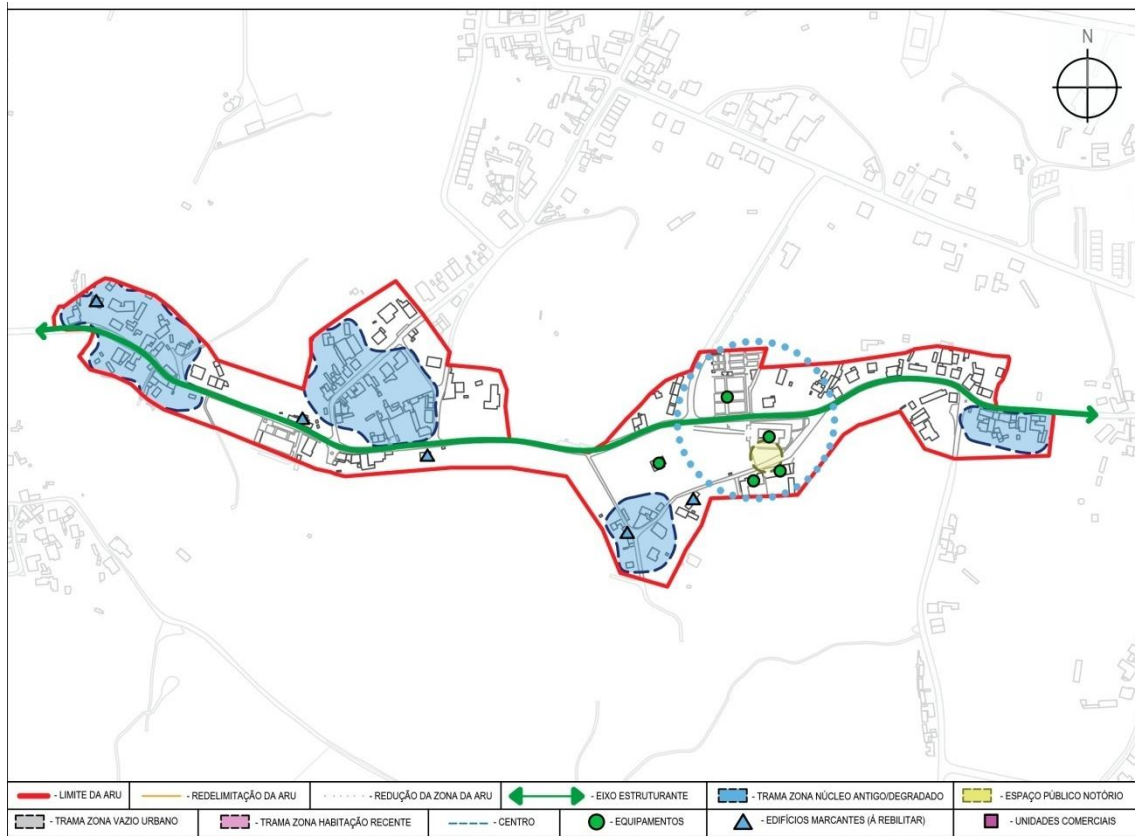 N
- LIMITE DA ARU
- REDELIMITAÇÃO DA ARU
- REDUÇÃO DA ZONA DA ARU
- EIXO ESTRUTURANTE
- TRAMA ZONA NÚCLEO ANTIGO/DEGRADADO
- ESPAÇO PÚBLICO NOTÓRIO
- TRAMA ZONA VAZIO URBANO
- TRAMA ZONA HABITAÇÃO RECENTE
- CENTRO
- EQUIPAMENTOS
- EDIFÍCIOS MARCANTES (Á REBILITAR)
- UNIDADES COMERCIAIS